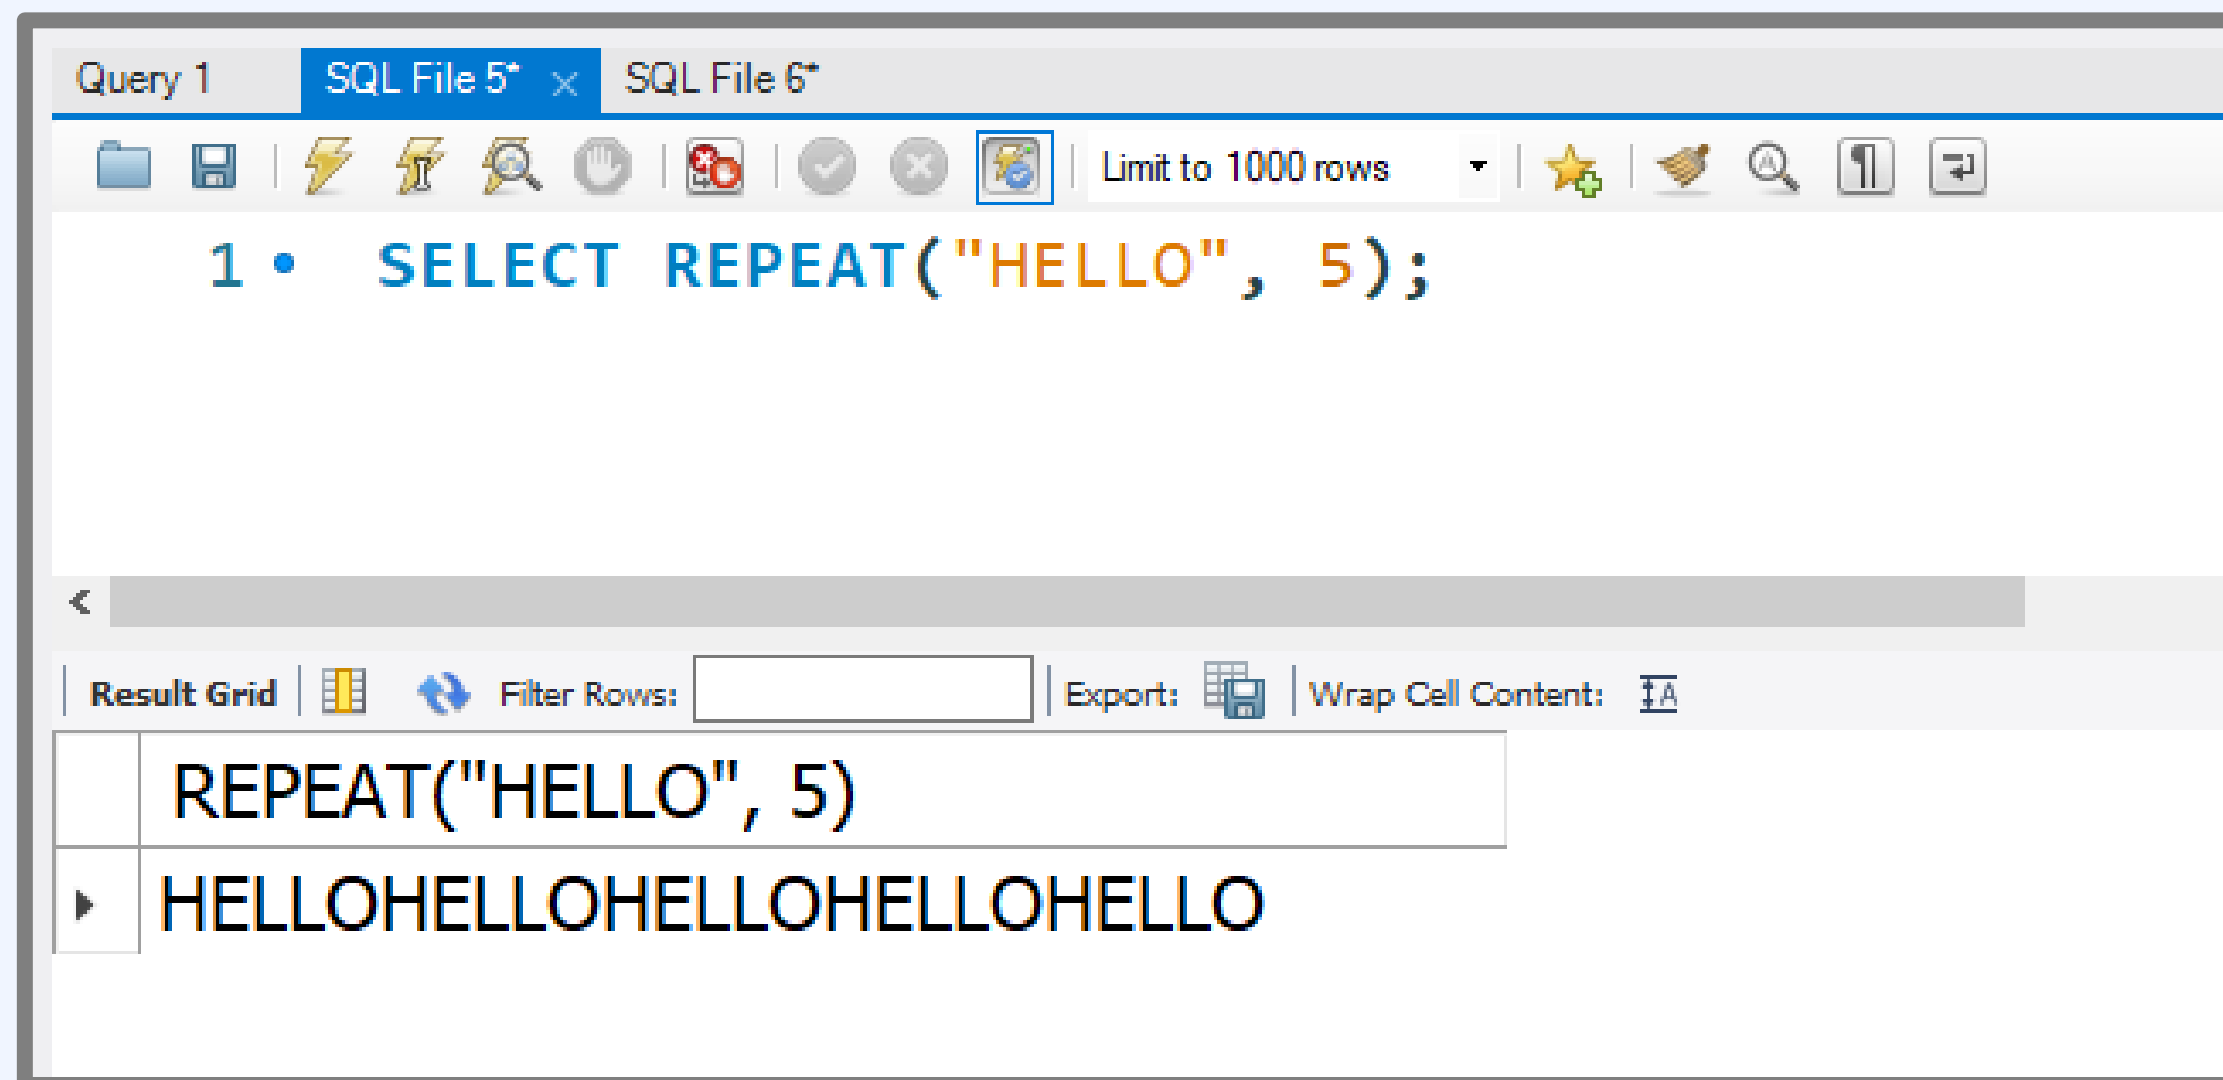 Query 1 SQL File 5* × SQL File 6*
Limit to 1000 rows
1 • SELECT REPEAT("HELLO", 5);
Result Grid Filter Rows: Export: Wrap Cell Content:
REPEAT("HELLO", 5)
HELLOHELLOHELLOHELLOHELLO